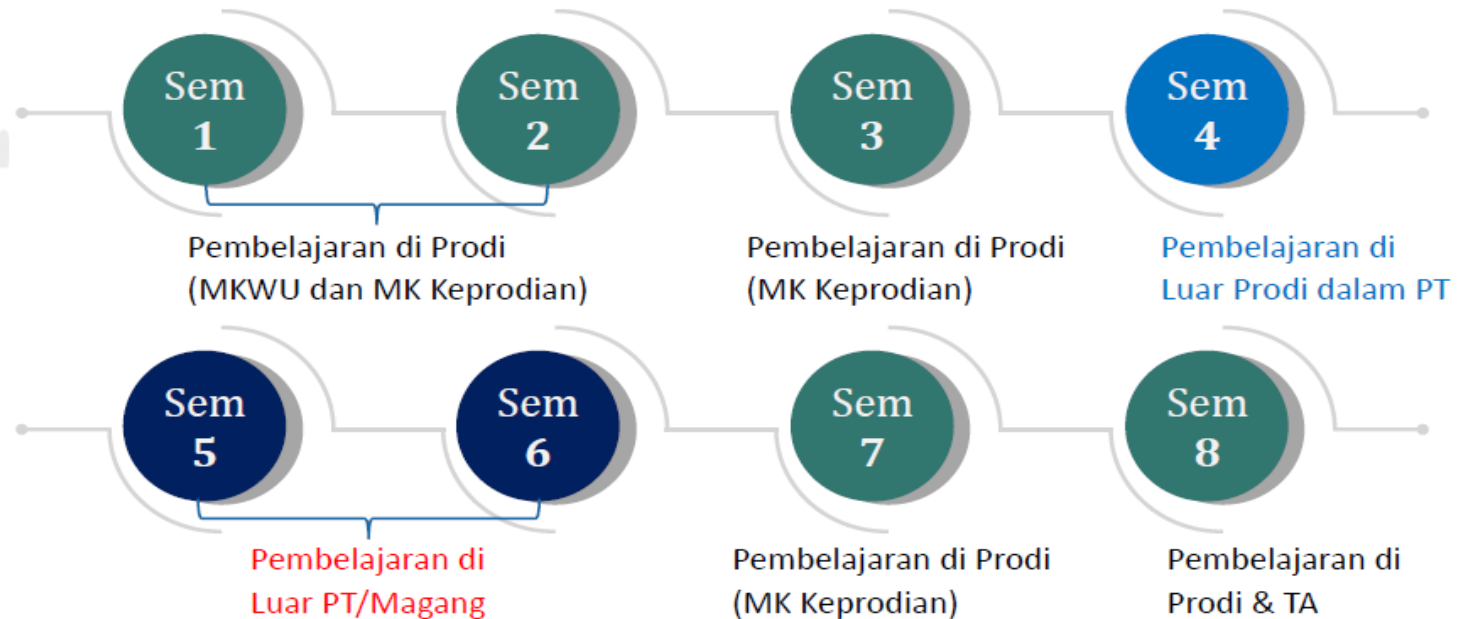 Sem
1
Sem
2
Sem
3
Sem
4
Pembelajaran di Prodi
(MKWU dan MK Keprodian)
Pembelajaran di Prodi
(MK Keprodian)
Pembelajaran di
Luar Prodi dalam PT
Sem
5
Sem
6
Sem
7
Sem
8
Pembelajaran di
Luar PT/Magang
Pembelajaran di Prodi
(MK Keprodian)
Pembelajaran di
Prodi & TA